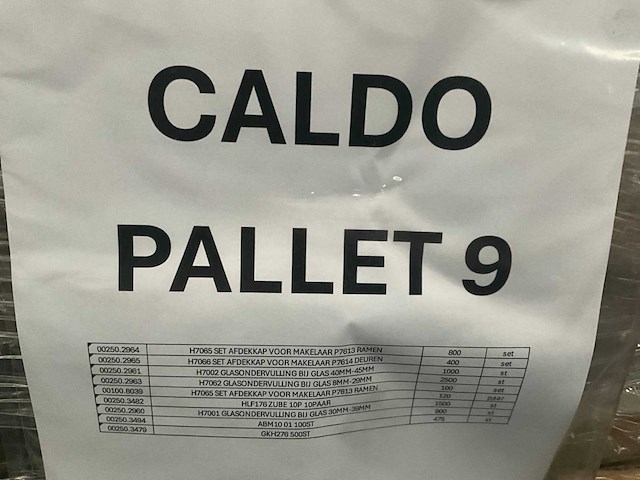 CALDO
PALLET 9
00250.2964 H7065 SET AFDEKKAP VOOR MAKELAAR P7613 RAMEN 800 set
00250.2965 H7066 SET AFDEKKAP VOOR MAKELAAR P7614 DEUREN 400 set
00250.2961 H7002 GLASONDERVULLING BIJ GLAS 40MM-45MM 1000 st
00250.2963 H7062 GLASONDERVULLING BIJ GLAS 8MM-29MM 2500 st
00100.8039 H7065 SET AFDEKKAP VOOR MAKELAAR P7813 RAMEN 100 set
00250.3482 HLF176 ZUBE 10P 10PAAR 120
00250.2960 H7001 GLASONDERVULLING BIJ GLAS 30MM-39MM 1500 st
00250.3494 ABM10 01 100ST 900 st
00250.3479 GKH276 500ST 475 st